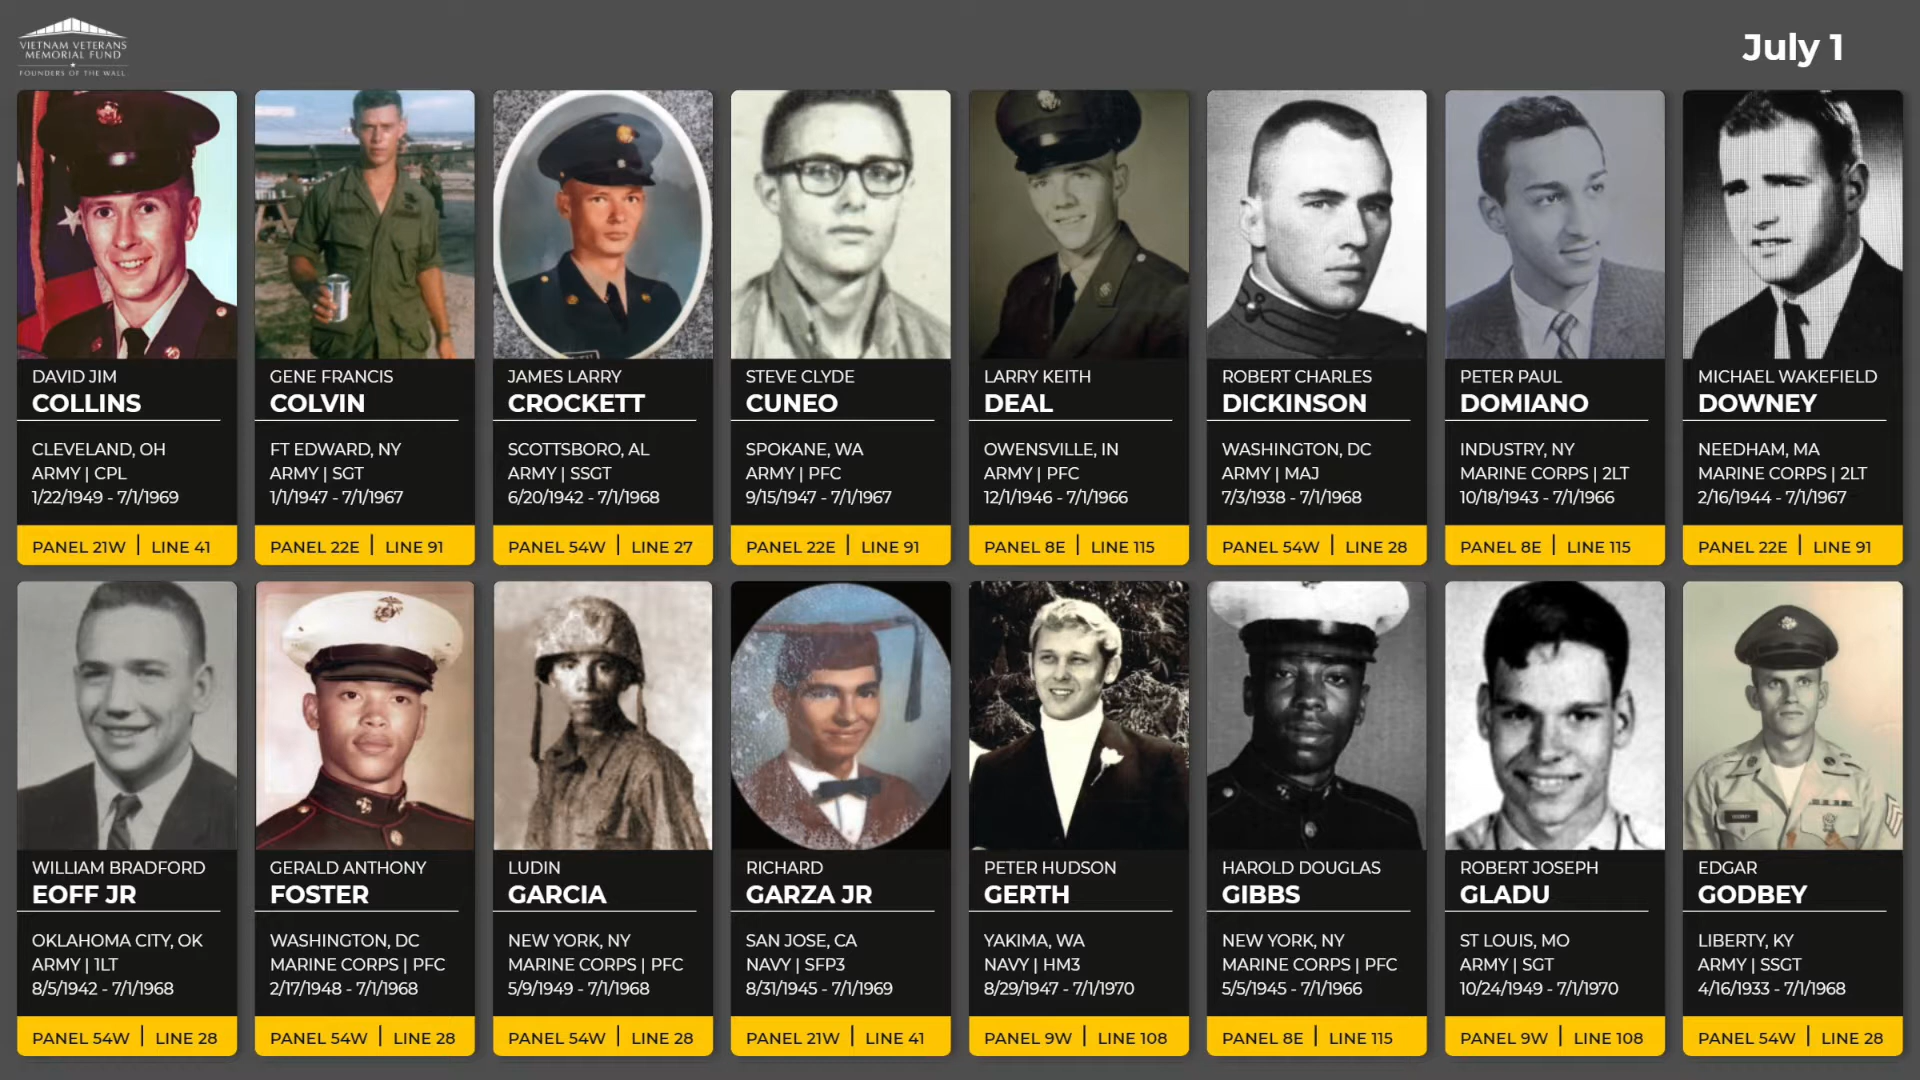 VIETNAM VETERANS
MEMORIAL FUND
FOUNDERS OF THE WALL
July 1
DAVID JIM
COLLINS
CLEVELAND, OH
ARMY | CPL
1/22/1949 - 7/1/1969
PANEL 21W | LINE 41
GENE FRANCIS
COLVIN
FT EDWARD, NY
ARMY | SGT
1/1/1947 - 7/1/1967
PANEL 22E | LINE 91
JAMES LARRY
CROCKETT
SCOTTSBORO, AL
ARMY | SSGT
6/20/1942 - 7/1/1968
PANEL 54W | LINE 27
STEVE CLYDE
CUNEO
SPOKANE, WA
ARMY | PFC
9/15/1947 - 7/1/1967
PANEL 22E | LINE 91
LARRY KEITH
DEAL
OWENSVILLE, IN
ARMY | PFC
12/1/1946 - 7/1/1966
PANEL 8E | LINE 115
ROBERT CHARLES
DICKINSON
WASHINGTON, DC
ARMY | MAJ
7/3/1938 - 7/1/1968
PANEL 54W | LINE 28
PETER PAUL
DOMIANO
INDUSTRY, NY
MARINE CORPS | 2LT
10/18/1943 - 7/1/1966
PANEL 8E | LINE 115
MICHAEL WAKEFIELD
DOWNEY
NEEDHAM, MA
MARINE CORPS | 2LT
2/16/1944 - 7/1/1967
PANEL 22E | LINE 91
WILLIAM BRADFORD
EOFF JR
OKLAHOMA CITY, OK
ARMY | 1LT
8/5/1942 - 7/1/1968
PANEL 54W | LINE 28
GERALD ANTHONY
FOSTER
WASHINGTON, DC
MARINE CORPS | PFC
2/17/1948 - 7/1/1968
PANEL 54W | LINE 28
LUDIN
GARCIA
NEW YORK, NY
MARINE CORPS | PFC
5/9/1949 - 7/1/1968
PANEL 54W | LINE 28
RICHARD
GARZA JR
SAN JOSE, CA
NAVY | SFP3
8/31/1945 - 7/1/1969
PANEL 21W | LINE 41
PETER HUDSON
GERTH
YAKIMA, WA
NAVY | HM3
8/29/1947 - 7/1/1970
PANEL 9W | LINE 108
HAROLD DOUGLAS
GIBBS
NEW YORK, NY
MARINE CORPS | PFC
5/5/1945 - 7/1/1966
PANEL 8E | LINE 115
ROBERT JOSEPH
GLADU
ST LOUIS, MO
ARMY | SGT
10/24/1949 - 7/1/1970
PANEL 9W | LINE 108
EDGAR
GODBEY
LIBERTY, KY
ARMY | SSGT
4/16/1933 - 7/1/1968
PANEL 54W | LINE 28